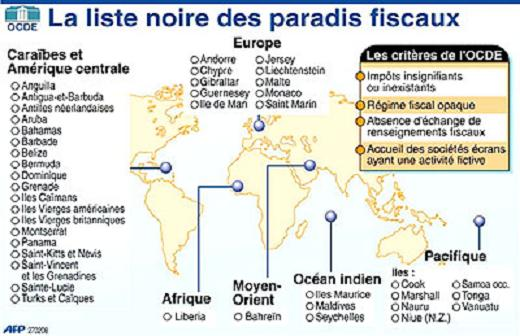 OCDE
La liste noire des paradis fiscaux
Caraïbes et
Amérique centrale
Anguila
Antigua-et-Barbuda
Antilles néerlandaises
Aruba
Bahamas
Barbade
Belize
Bermuda
Dominique
Grenade
Iles Caïmans
Iles Vierges américaines
Iles Vierges britanniques
Montserrat
Panama
Saint-Kitts et Nevis
Saint-Vincent
et les Grenadines
Sainte-Lucie
Turks et Caïques
Europe
Andorre
Chypre
Gibraltar
Guernesey
Ile de Man
Jersey
Liechtenstein
Malte
Monaco
Saint Marin
Les critères de l'OCDE
Impôts insignifiants
ou inexistants
Régime fiscal opaque
Absence d'échange de
renseignements fiscaux
Accueil des sociétés écrans
ayant une activité fictive
Afrique
Liberia
Moyen-
Orient
Bahreïn
Océan indien
Iles Maurice
Maldives
Seychelles
Pacifique
Iles :
Cook
Marshall
Nauru
Niue (N.Z.)
Samoa occ.
Tonga
Vanuatu
AFP